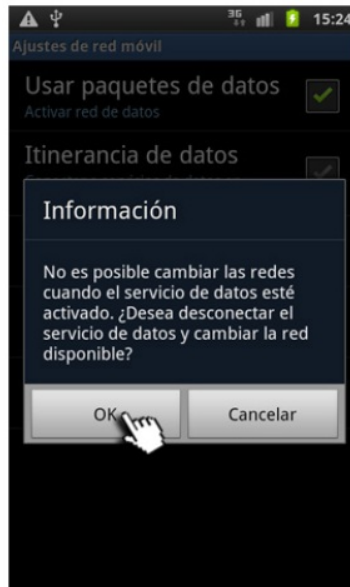 3G
15:24
Ajustes de red móvil
Usar paquetes de datos
Activar red de datos
Itinerancia de datos
Información
No es posible cambiar las redes
cuando el servicio de datos esté
activado. ¿Desea desconectar el
servicio de datos y cambiar la red
disponible?
OK
Cancelar